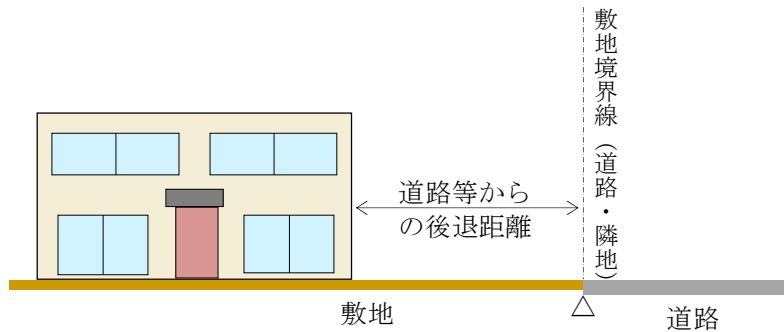 敷地境界線（道路・隣地）
道路等から
の後退距離
敷地
道路